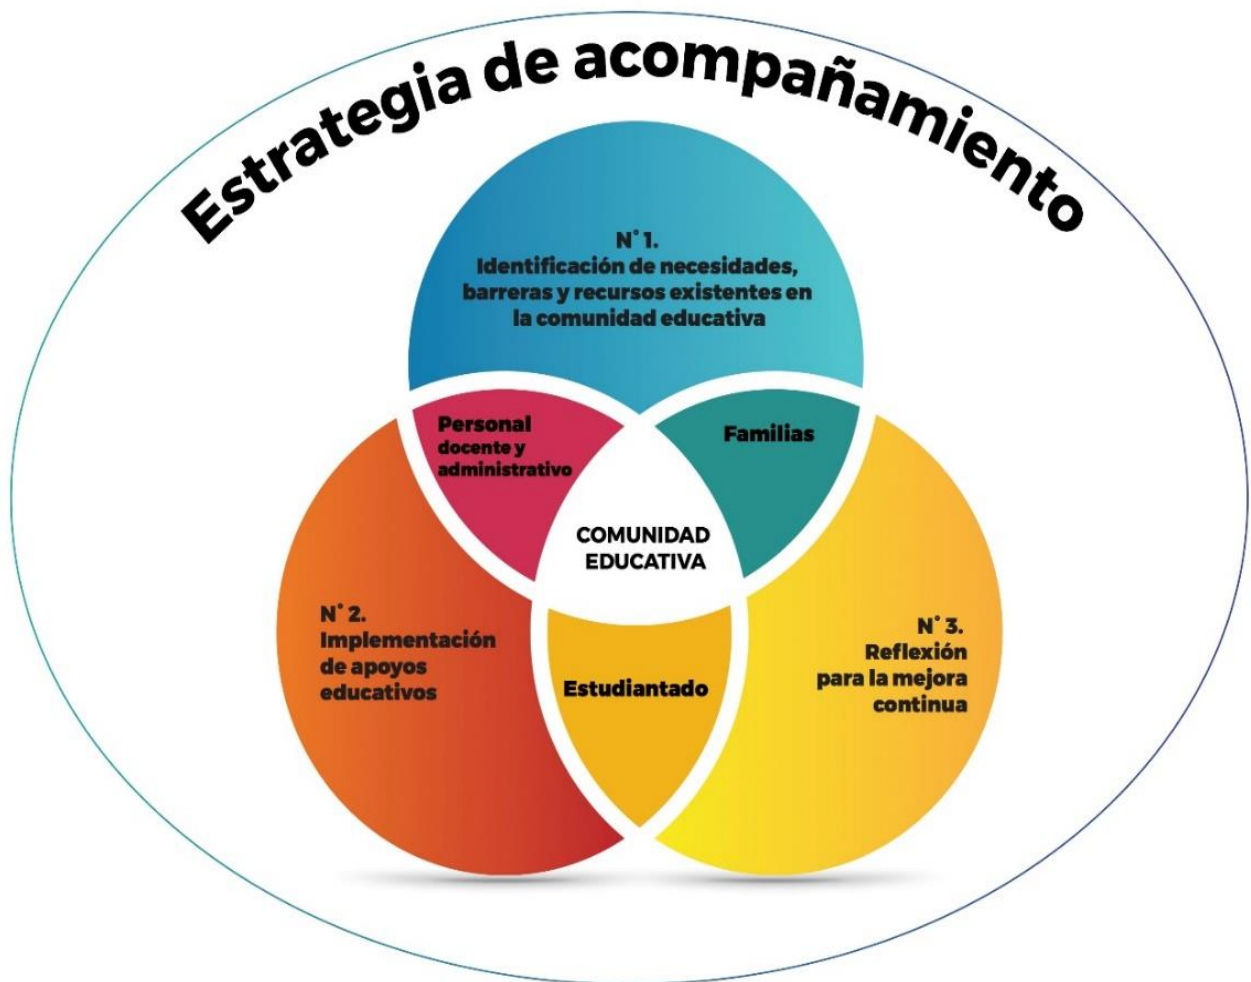 Estrategia de acompañamiento
N° 1.
Identificación de necesidades,
barreras y recursos existentes en
la comunidad educativa
Personal
docente y
administrativo
Familias
COMUNIDAD
EDUCATIVA
N° 2.
Implementación
de apoyos
educativos
Estudiantado
N° 3.
Reflexión
para la mejora
continua